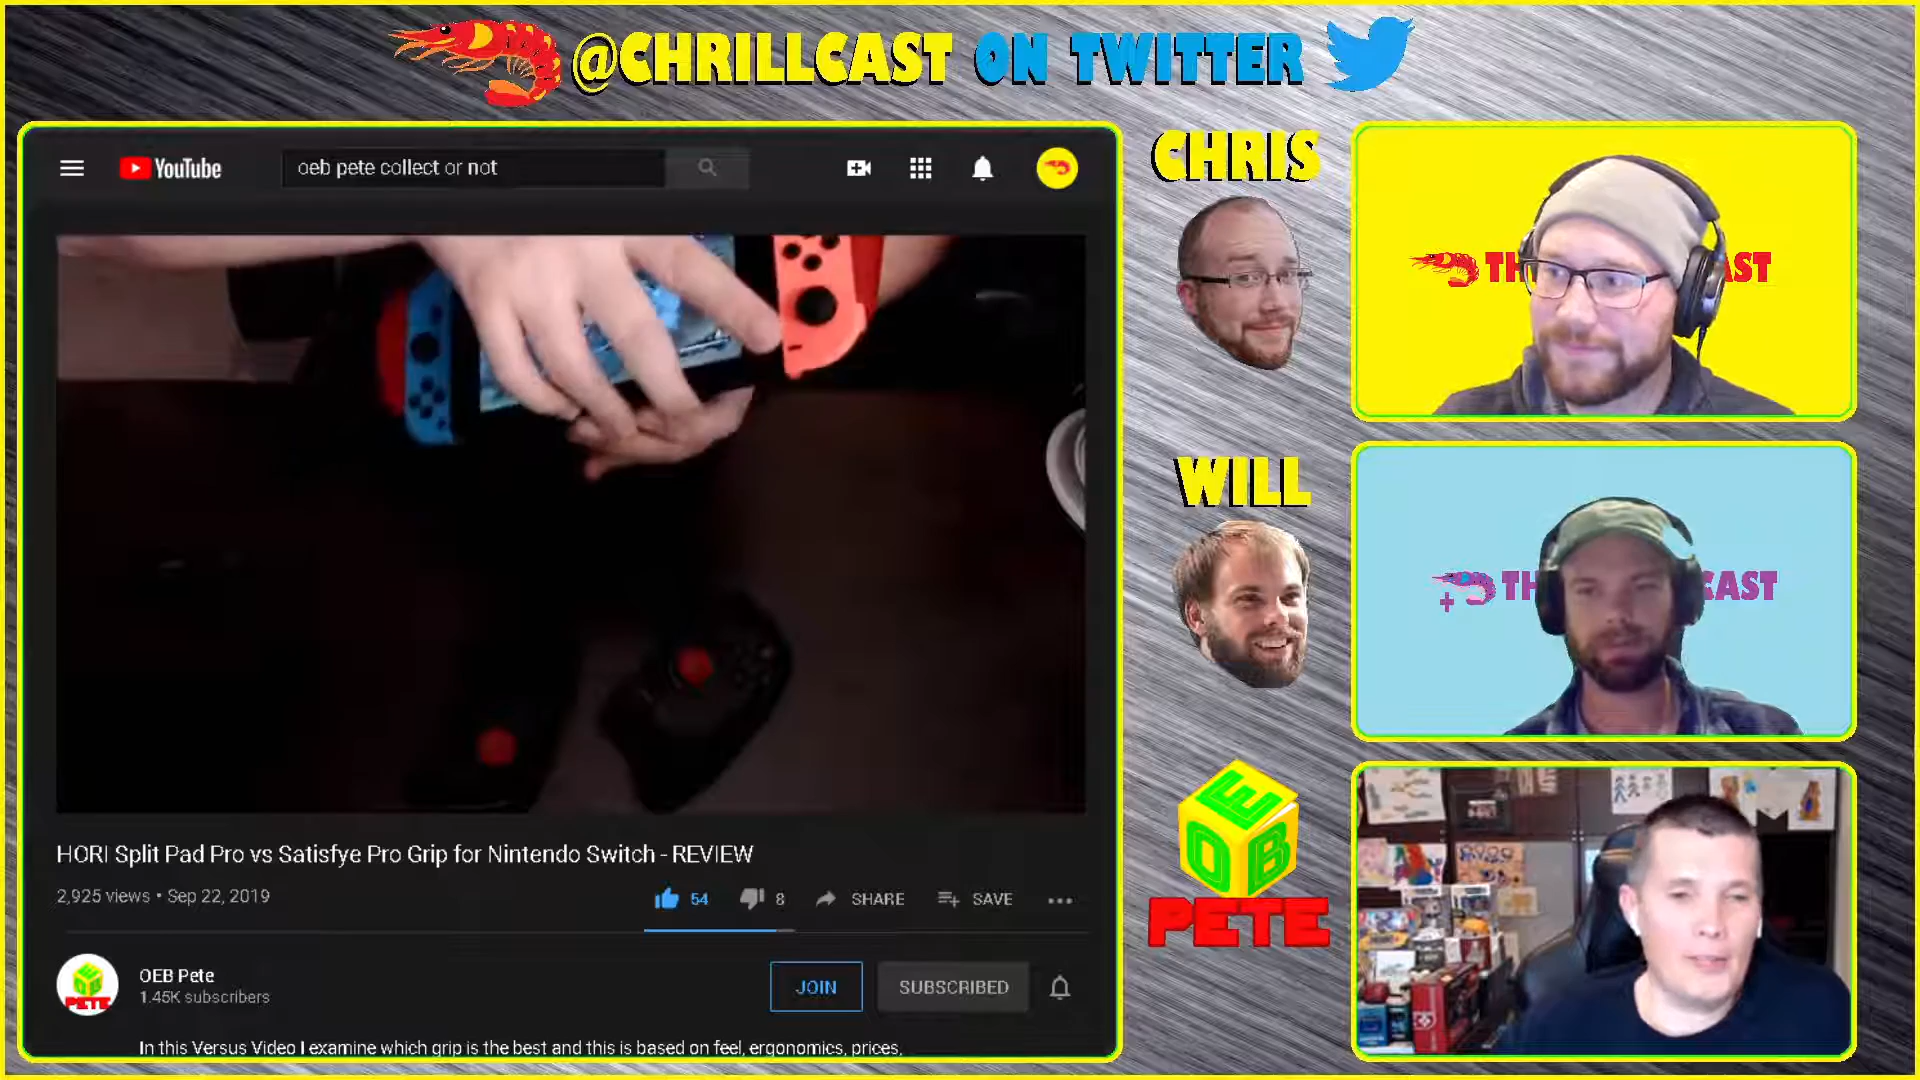 @CHRILLCAST ON TWITTER
YouTube
oeb pete collect or not
HORI Split Pad Pro vs Satisfye Pro Grip for Nintendo Switch - REVIEW
2,925 views • Sep 22, 2019
54
8
SHARE
SAVE
OEB Pete
1.45K subscribers
JOIN
SUBSCRIBED
In this Versus Video I examine which grip is the best and this is based on feel, ergonomics, prices,
CHRIS
TH
AST
WILL
TH
CAST
OEB
PETE